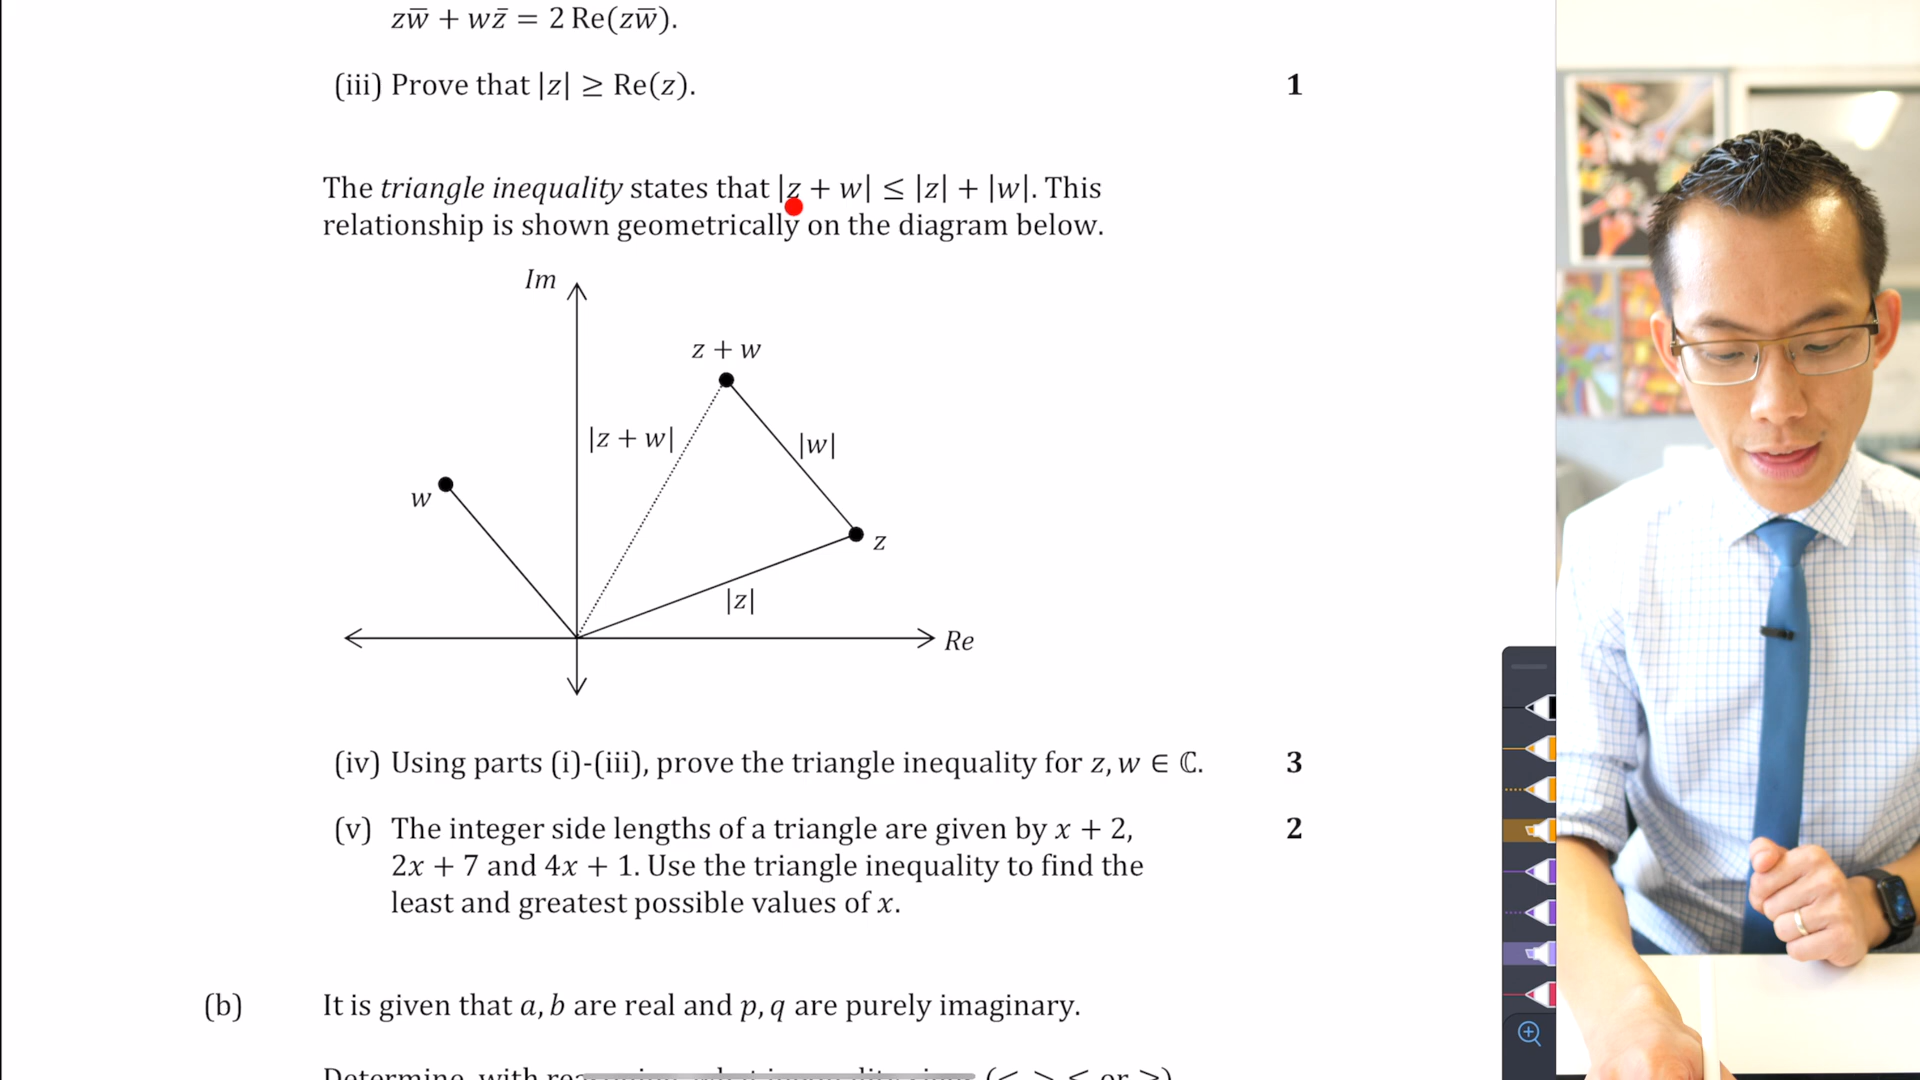 zw̅ + wz̅ = 2 Re(zw̅).
(iii) Prove that |z| ≥ Re(z). 1
The triangle inequality states that |z + w| ≤ |z| + |w|. This
relationship is shown geometrically on the diagram below.
Im
z + w
|z + w|
|w|
w
z
|z|
Re
(iv) Using parts (i)-(iii), prove the triangle inequality for z, w ∈ ℂ. 3
(v) The integer side lengths of a triangle are given by x + 2, 2
2x + 7 and 4x + 1. Use the triangle inequality to find the
least and greatest possible values of x.
(b) It is given that a, b are real and p, q are purely imaginary.
Determine, with